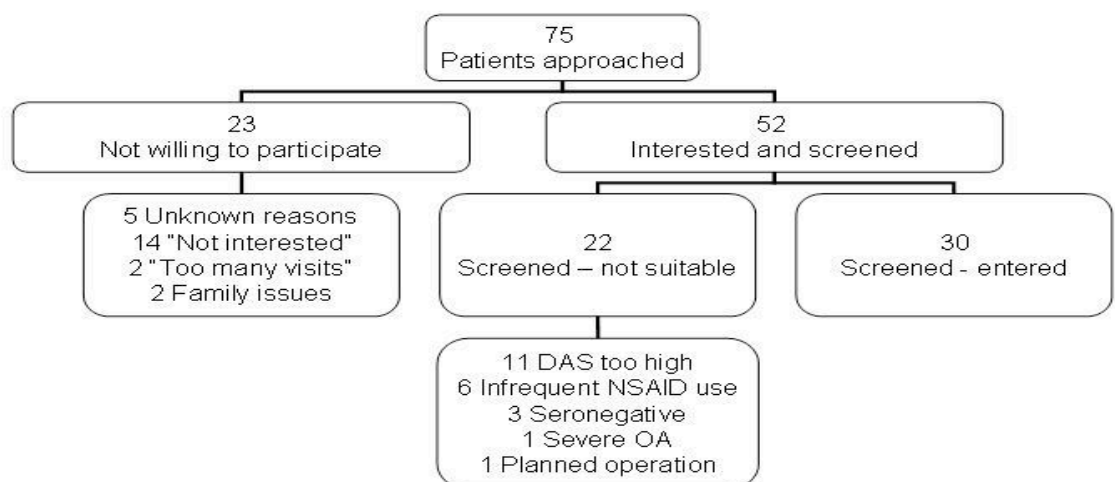 75
Patients approached
23
Not willing to participate
52
Interested and screened
5 Unknown reasons
14 "Not interested"
2 "Too many visits"
2 Family issues
22
Screened – not suitable
30
Screened - entered
11 DAS too high
6 Infrequent NSAID use
3 Seronegative
1 Severe OA
1 Planned operation